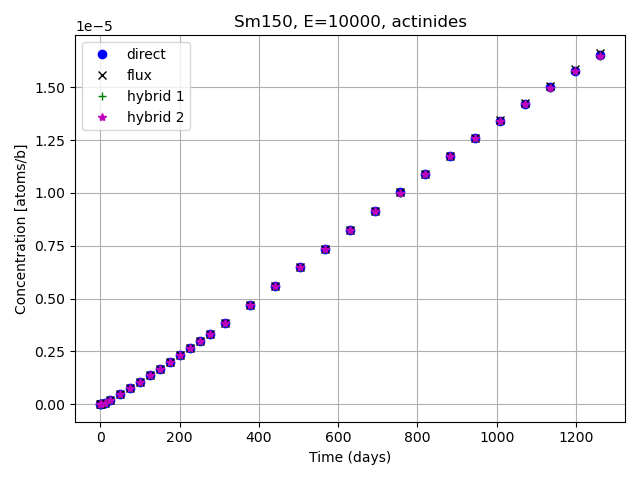 Sm150, E=10000, actinides
1e−5
direct
flux
hybrid 1
hybrid 2
1.50
1.25
1.00
0.75
0.50
0.25
0.00
Concentration [atoms/b]
0 200 400 600 800 1000 1200
Time (days)